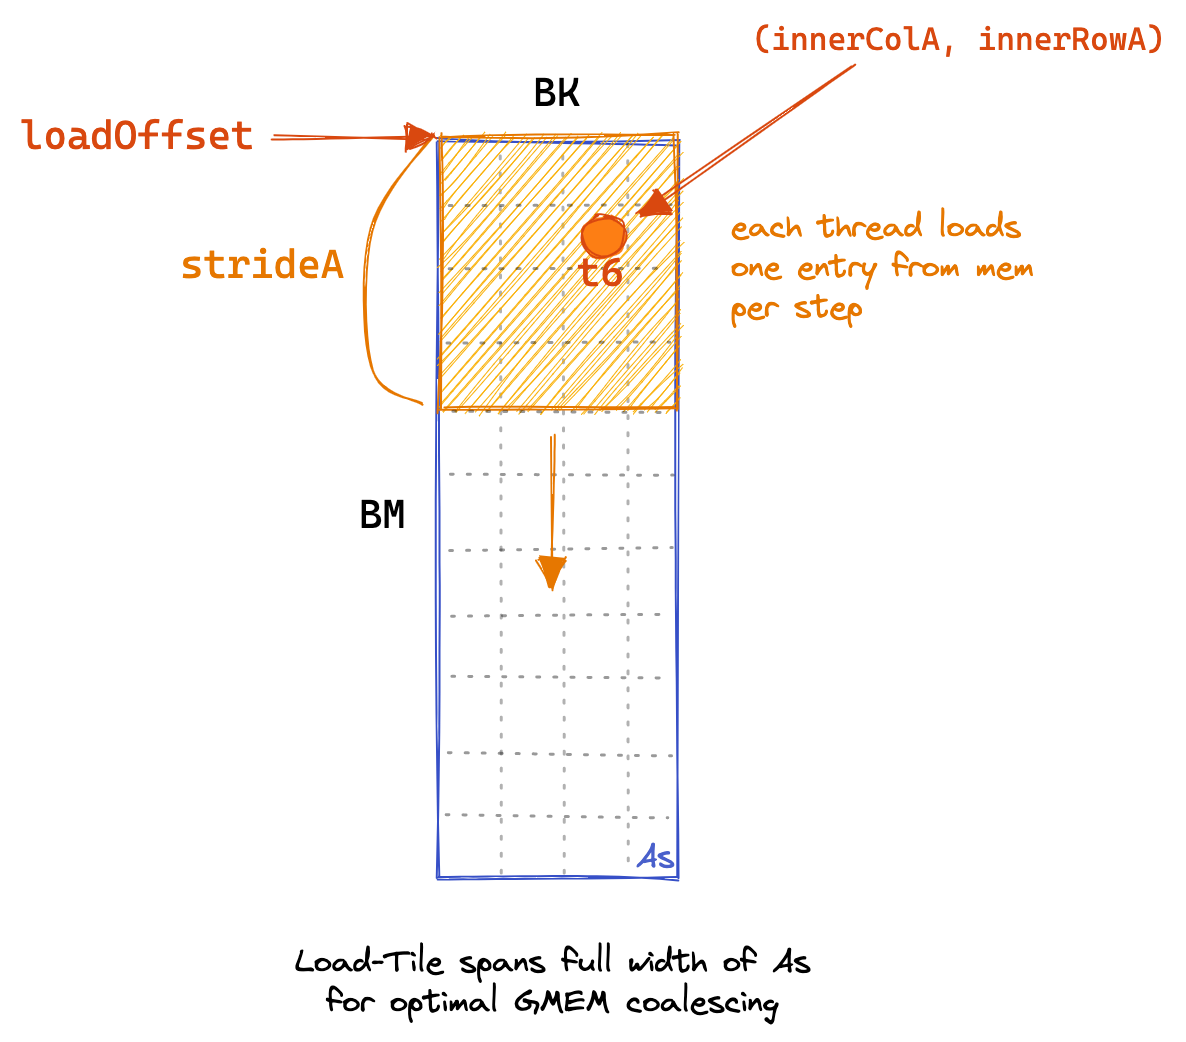 (innerColA, innerRowA)
BK
loadOffset
strideA
t6
each thread loads
one entry from mem
per step
BM
As
Load-Tile spans full width of As
for optimal GMEM coalescing